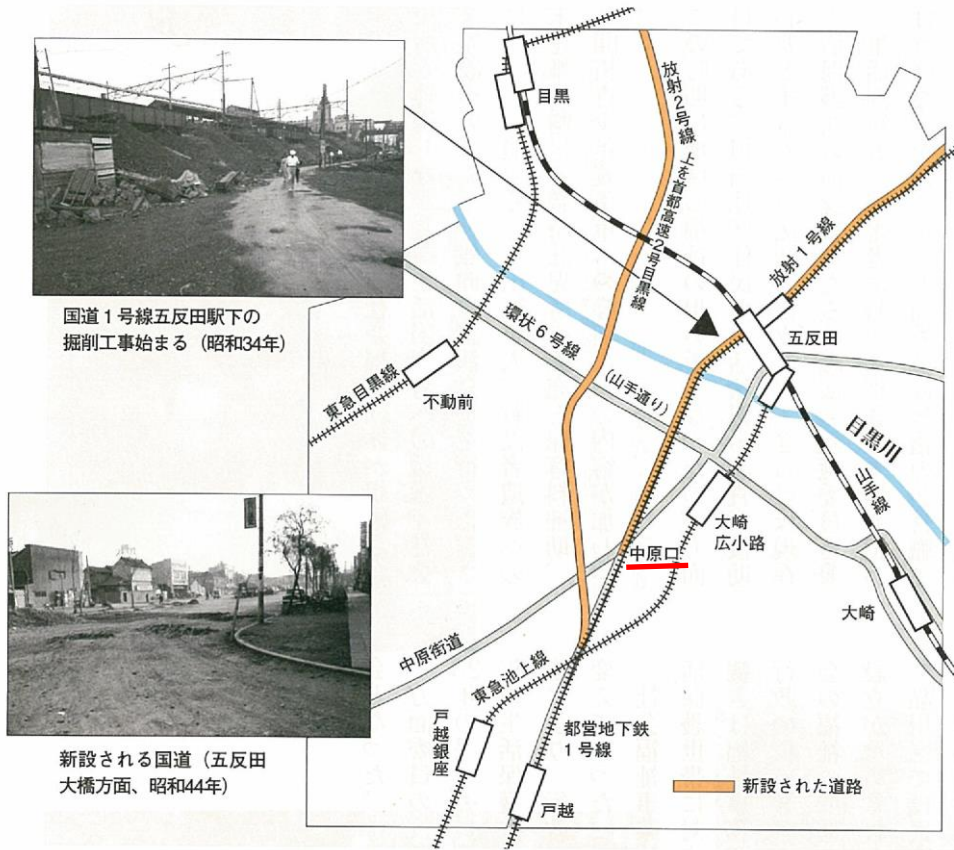 国道1号線五反田駅下の
掘削工事始まる（昭和34年）
新設される国道（五反田
大橋方面、昭和44年）
目黒
放射2号線 上を首都高速2号目黒線
放射1号線
環状6号線
（山手通り）
五反田
東急目黒線
不動前
目黒川
山手線
大崎
広小路
中原口
大崎
中原街道
東急池上線
戸越銀座
都営地下鉄
1号線
戸越
新設された道路